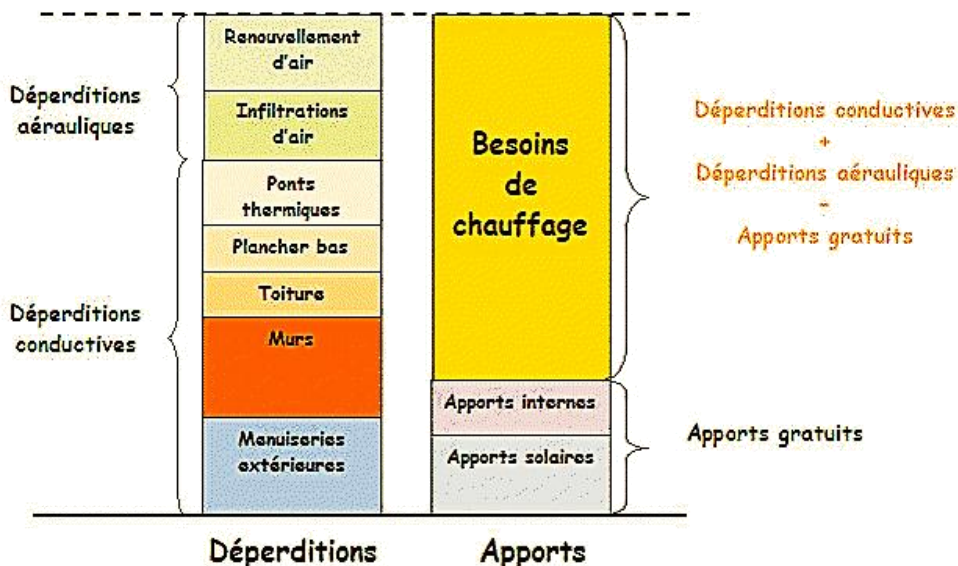 Déperditions
aérauliques
Déperditions
conductives
Renouvellement
d'air
Infiltrations
d'air
Ponts
thermiques
Plancher bas
Toiture
Murs
Menuiseries
extérieures
Besoins
de
chauffage
Apports internes
Apports solaires
Déperditions conductives
+
Déperditions aérauliques
-
Apports gratuits
Apports gratuits
Déperditions
Apports